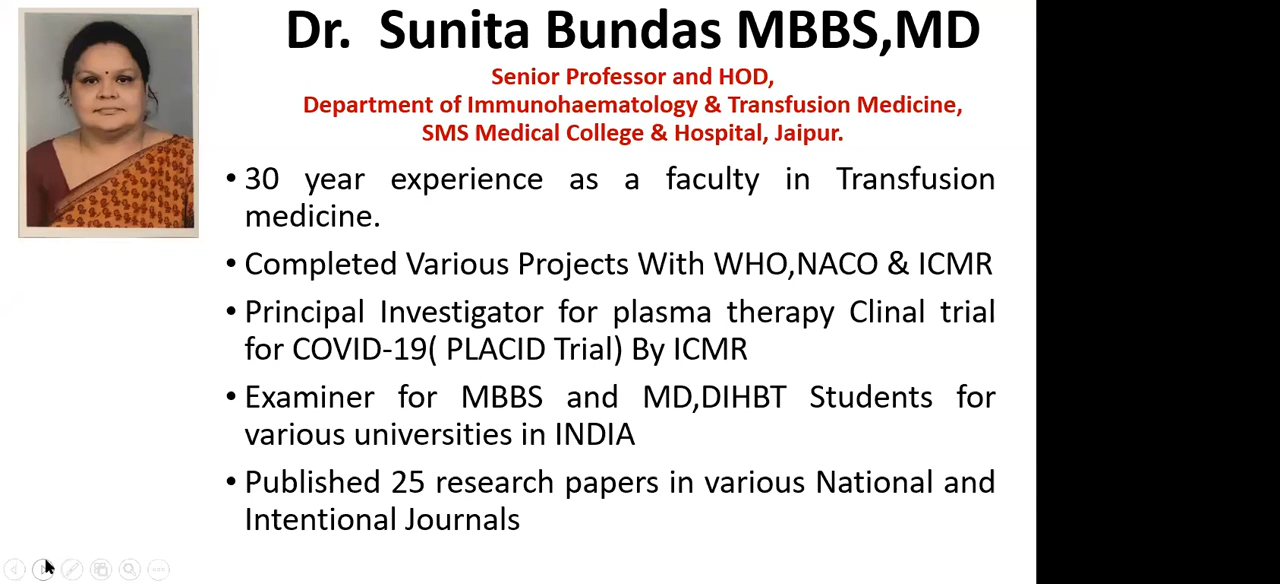 Dr. Sunita Bundas MBBS,MD
Senior Professor and HOD,
Department of Immunohaematology & Transfusion Medicine,
SMS Medical College & Hospital, Jaipur.
• 30 year experience as a faculty in Transfusion
medicine.
• Completed Various Projects With WHO,NACO & ICMR
• Principal Investigator for plasma therapy Clinal trial
for COVID-19( PLACID Trial) By ICMR
• Examiner for MBBS and MD,DIHBT Students for
various universities in INDIA
• Published 25 research papers in various National and
Intentional Journals